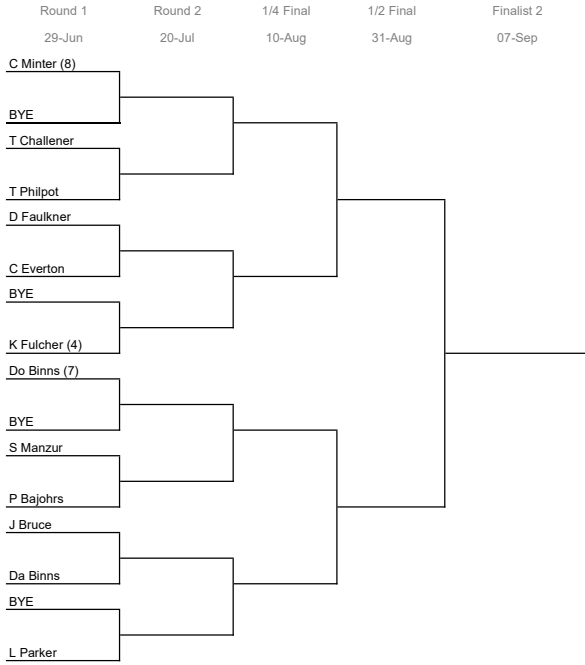 Round 1 Round 2 1/4 Final 1/2 Final Finalist 2
29-Jun 20-Jul 10-Aug 31-Aug 07-Sep
C Minter (8)
BYE
T Challener
T Philpot
D Faulkner
C Everton
BYE
K Fulcher (4)
Do Binns (7)
BYE
S Manzur
P Bajohrs
J Bruce
Da Binns
BYE
L Parker